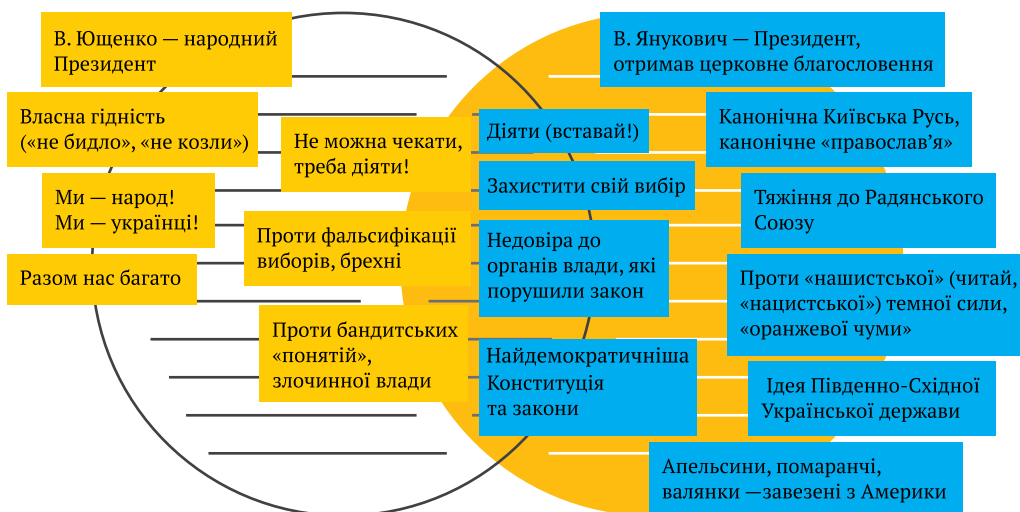 В. Ющенко — народний
Президент
Власна гідність
(«не бидло», «не козли»)
Ми — народ!
Ми — українці!
Разом нас багато
Не можна чекати,
треба діяти!
Проти фальсифікації
виборів, брехні
Проти бандитських
«понятій»,
злочинної влади
Діяти (вставай!)
Захистити свій вибір
Недовіра до
органів влади, які
порушили закон
Найдемократичніша
Конституція
та закони
В. Янукович — Президент,
отримав церковне благословення
Канонічна Київська Русь,
канонічне «православ’я»
Тяжіння до Радянського
Союзу
Проти «нашистської» (читай,
«нацистської») темної сили,
«оранжевої чуми»
Ідея Південно-Східної
Української держави
Апельсини, помаранчі,
валянки —завезені з Америки